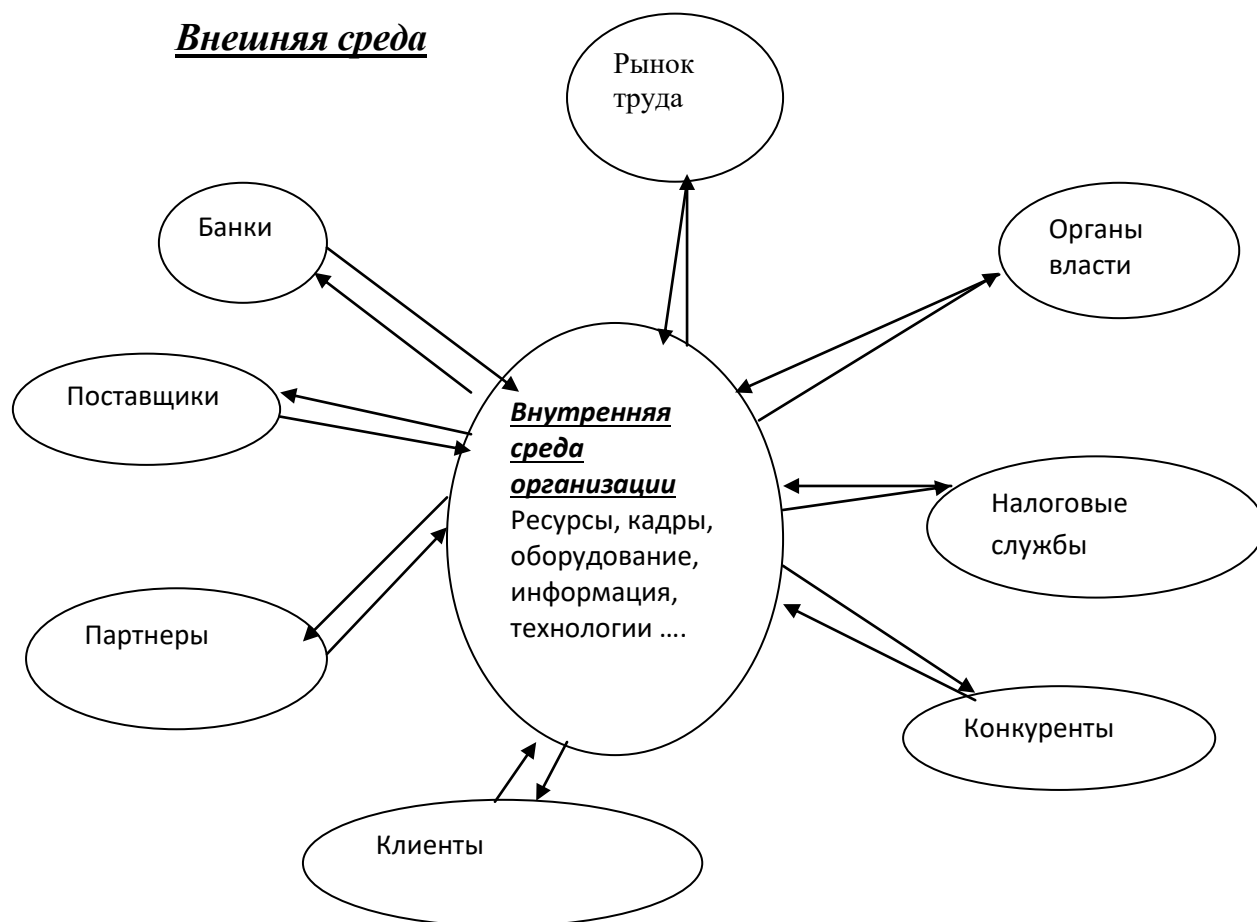 Внешняя среда
Рынок
труда
Банки
Органы
власти
Поставщики
Внутренняя
среда
организации
Ресурсы, кадры,
оборудование,
информация,
технологии ….
Налоговые
службы
Партнеры
Конкуренты
Клиенты